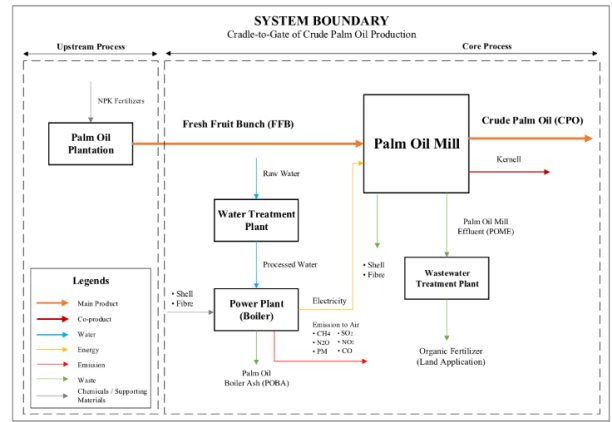 SYSTEM BOUNDARY
Cradle-to-Gate of Crude Palm Oil Production
Upstream Process
Core Process
NPK Fertilizers
Palm Oil
Plantation
Fresh Fruit Bunch (FFB)
Palm Oil Mill
Crude Palm Oil (CPO)
Kernell
Raw Water
Water Treatment
Plant
Processed Water
Palm Oil Mill
Effluent (POME)
• Shell
• Fibre
Wastewater
Treatment Plant
• Shell
• Fibre
Power Plant
(Boiler)
Electricity
Emission to Air
• CH4 • SO2
• N2O • NO2
• PM • CO
Palm Oil
Boiler Ash (POBA)
Organic Fertilizer
(Land Application)
Legends
Main Product
Co-product
Water
Energy
Emission
Waste
Chemicals / Supporting
Materials